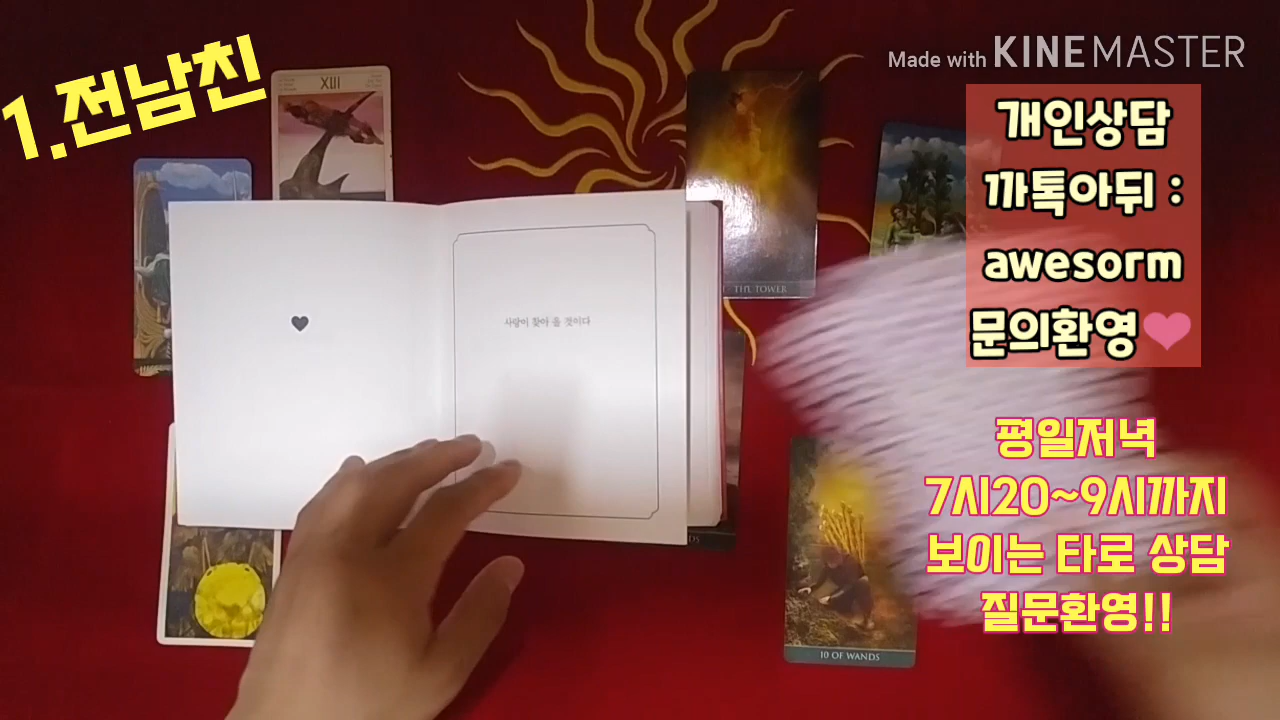 1.전남친
Made with KINEMASTER
개인상담
까톡아뒤 :
awesorm
문의환영
평일저녁
7시20~9시까지
보이는 타로 상담
질문환영!!
XIII
THE TOWER
사랑이 찾아 올 것이다
10 OF WANDS